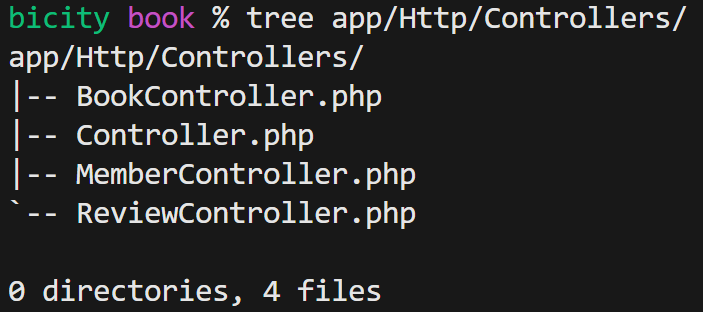 bicity book % tree app/Http/Controllers/
app/Http/Controllers/
|-- BookController.php
|-- Controller.php
|-- MemberController.php
`-- ReviewController.php

0 directories, 4 files